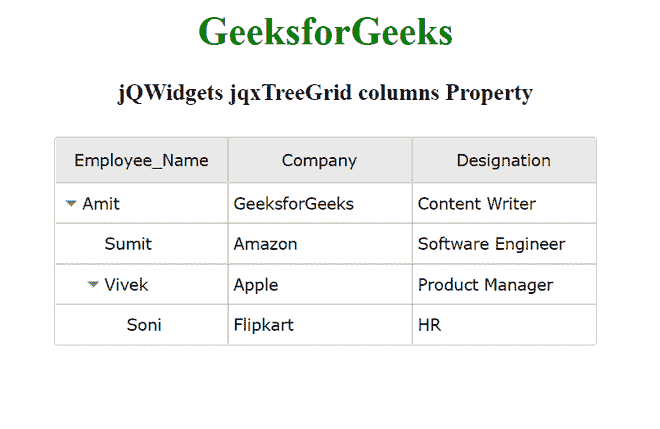 GeeksforGeeks
jQWidgets jqxTreeGrid columns Property
Employee_Name Company Designation
Amit GeeksforGeeks Content Writer
Sumit Amazon Software Engineer
Vivek Apple Product Manager
Soni Flipkart HR